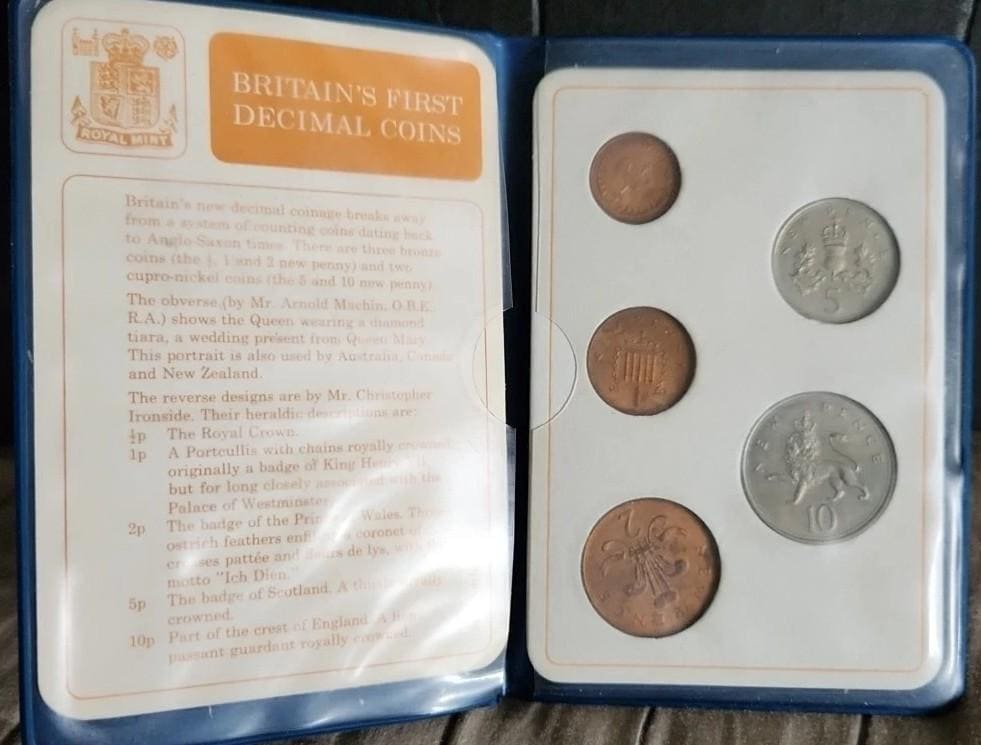 ROYAL MINT
BRITAIN'S FIRST
DECIMAL COINS
Britain's new decimal coinage breaks away
from a system of counting coins dating back
to Anglo-Saxon times. There are three bronze
coins (the ½, 1 and 2 new penny) and two
cupro-nickel coins (the 5 and 10 new penny)
The obverse (by Mr. Arnold Machin, O.B.E.
R.A.) shows the Queen wearing a diamond
tiara, a wedding present from Queen Mary.
This portrait is also used by Australia, Canada
and New Zealand.
The reverse designs are by Mr. Christopher
Ironside. Their heraldic descriptions are:
½p The Royal Crown.
1p A Portcullis with chains royally crowned
originally a badge of King Henry
but for long closely associated with the
Palace of Westminster
2p The badge of the Prince Wales.
ostrich feathers coronet of
crosses pattée and fleurs de lys, with
motto "Ich Dien."
5p The badge of Scotland. A thistle royally
crowned.
10p Part of the crest of England. A lion
passant guardant royally crowned.
NEW PENCE
5
1
NEW PENCE
10
2
NEW PENCE